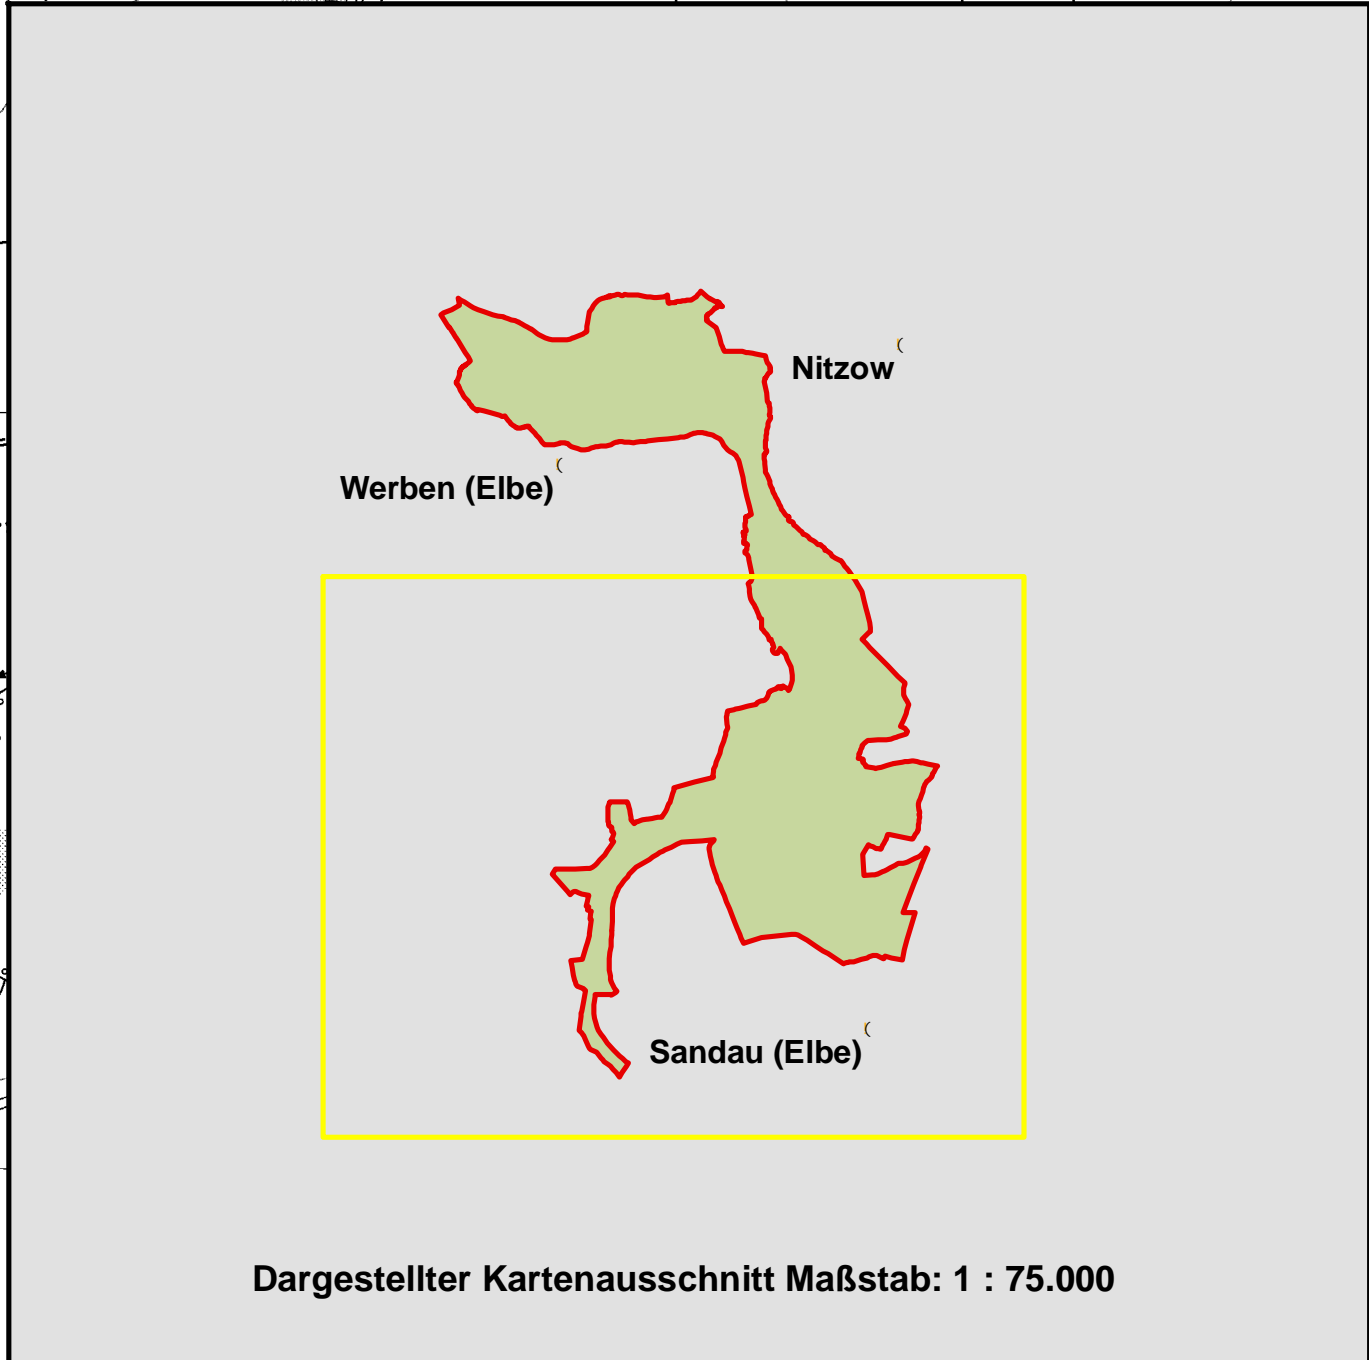 Nitzow
Werben (Elbe)
Sandau (Elbe)
Dargestellter Kartenausschnitt Maßstab: 1 : 75.000